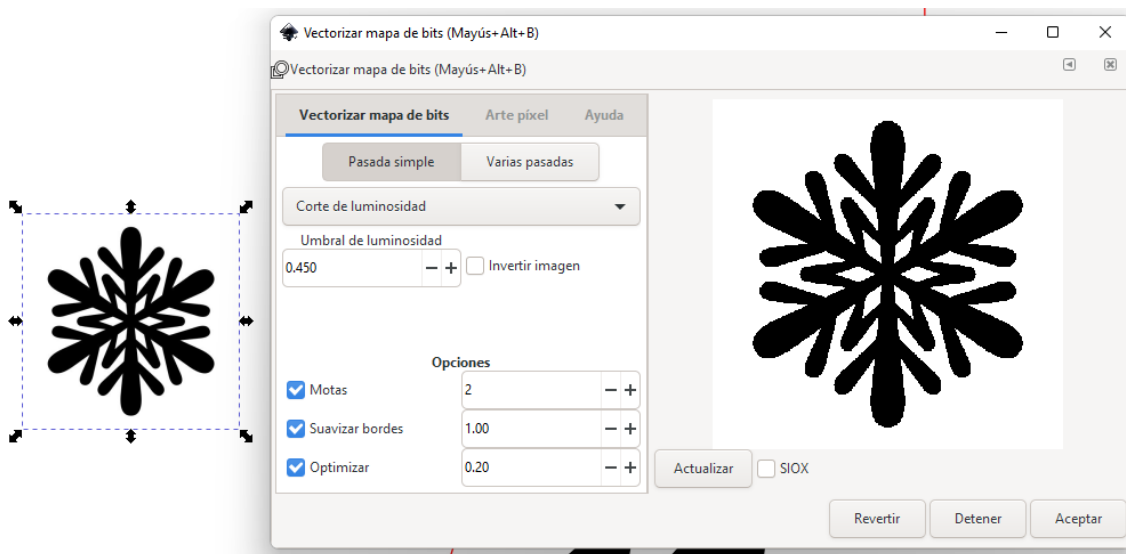 Vectorizar mapa de bits (Mayús+Alt+B)
Vectorizar mapa de bits (Mayús+Alt+B)
Vectorizar mapa de bits Arte píxel Ayuda
Pasada simple Varias pasadas
Corte de luminosidad
Umbral de luminosidad
0.450 Invertir imagen
Opciones
Motas 2
Suavizar bordes 1.00
Optimizar 0.20
Actualizar SIOX
Revertir Detener Aceptar